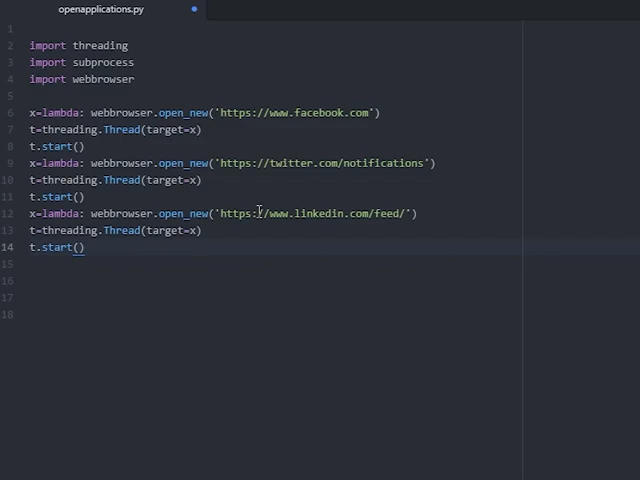 openapplications.py
1
2 import threading
3 import subprocess
4 import webbrowser
5
6 x=lambda: webbrowser.open_new('https://www.facebook.com')
7 t=threading.Thread(target=x)
8 t.start()
9 x=lambda: webbrowser.open_new('https://twitter.com/notifications')
10 t=threading.Thread(target=x)
11 t.start()
12 x=lambda: webbrowser.open_new('https://www.linkedin.com/feed/')
13 t=threading.Thread(target=x)
14 t.start()
15
16
17
18